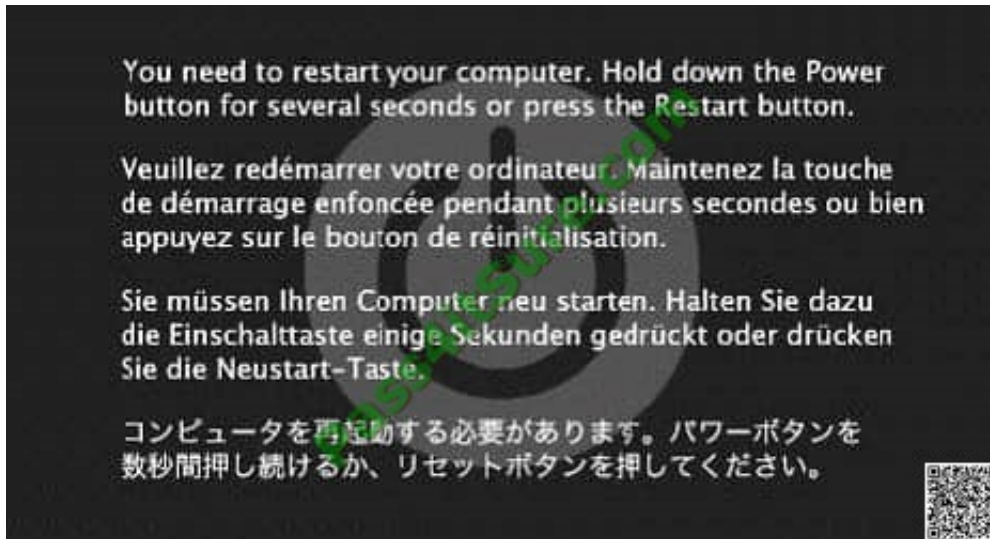 You need to restart your computer. Hold down the Power
button for several seconds or press the Restart button.
Veuillez redémarrer votre ordinateur. Maintenez la touche
de démarrage enfoncée pendant plusieurs secondes ou bien
appuyez sur le bouton de réinitialisation.
Sie müssen Ihren Computer neu starten. Halten Sie dazu
die Einschalttaste einige Sekunden gedrückt oder drücken
Sie die Neustart-Taste.
コンピュータを再起動する必要があります。パワーボタンを
数秒間押し続けるか、リセットボタンを押してください。
Pass4itSure.com